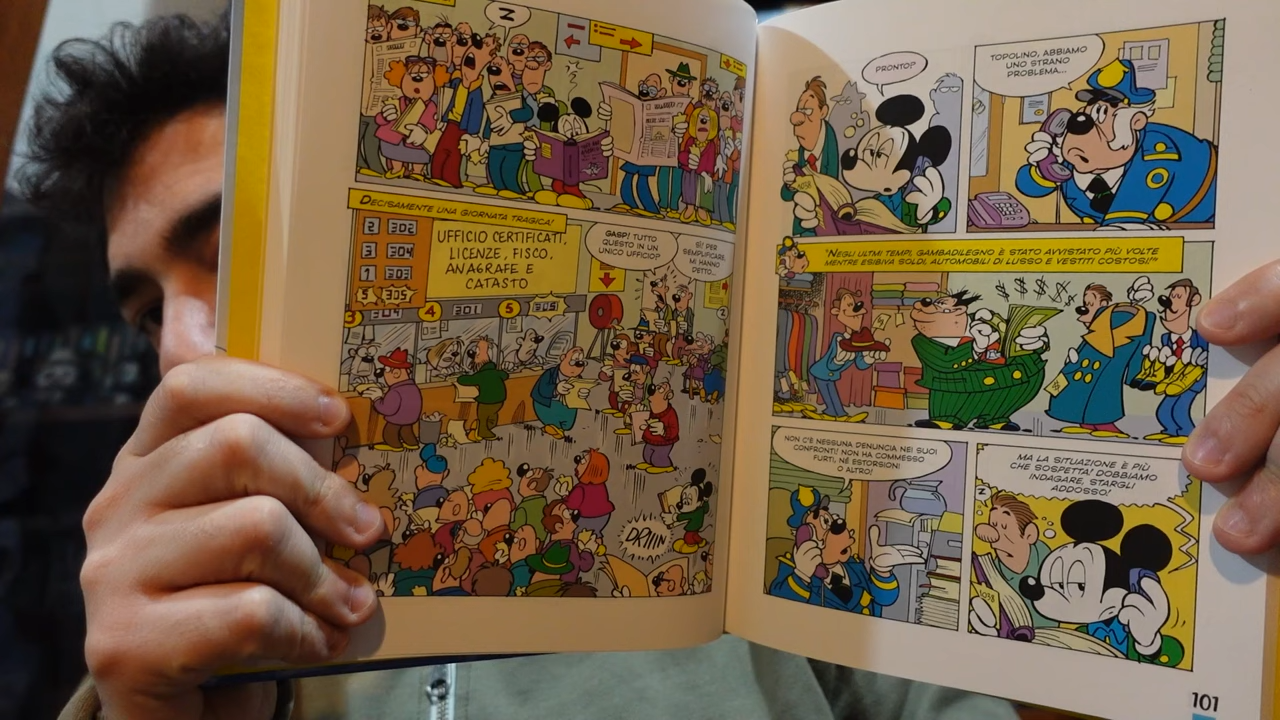 Z
DECISAMENTE UNA GIORNATA TRAGICA!
2 302
3 304
1 303
5 305
UFFICIO CERTIFICATI,
LICENZE, FISCO,
ANAGRAFE E
CATASTO
GASP! TUTTO
QUESTO IN UN
UNICO UFFICIO?
SÌ! PER
SEMPLIFICARE,
MI HANNO
DETTO...
3 304 4 301 5 305
Z
DRIIIN
PRONTO?
1038
TOPOLINO, ABBIAMO
UNO STRANO
PROBLEMA...
"NEGLI ULTIMI TEMPI, GAMBADILEGNO È STATO AVVISTATO PIÙ VOLTE
MENTRE ESIBIVA SOLDI, AUTOMOBILI DI LUSSO E VESTITI COSTOSI!"
$ $ $ $
NON C'È NESSUNA DENUNCIA NEI SUOI
CONFRONTI! NON HA COMMESSO
FURTI, NÉ ESTORSIONI
O ALTRO!
MA LA SITUAZIONE È PIÙ
CHE SOSPETTA! DOBBIAMO
INDAGARE, STARGLI
ADDOSSO!
Z
1038
101